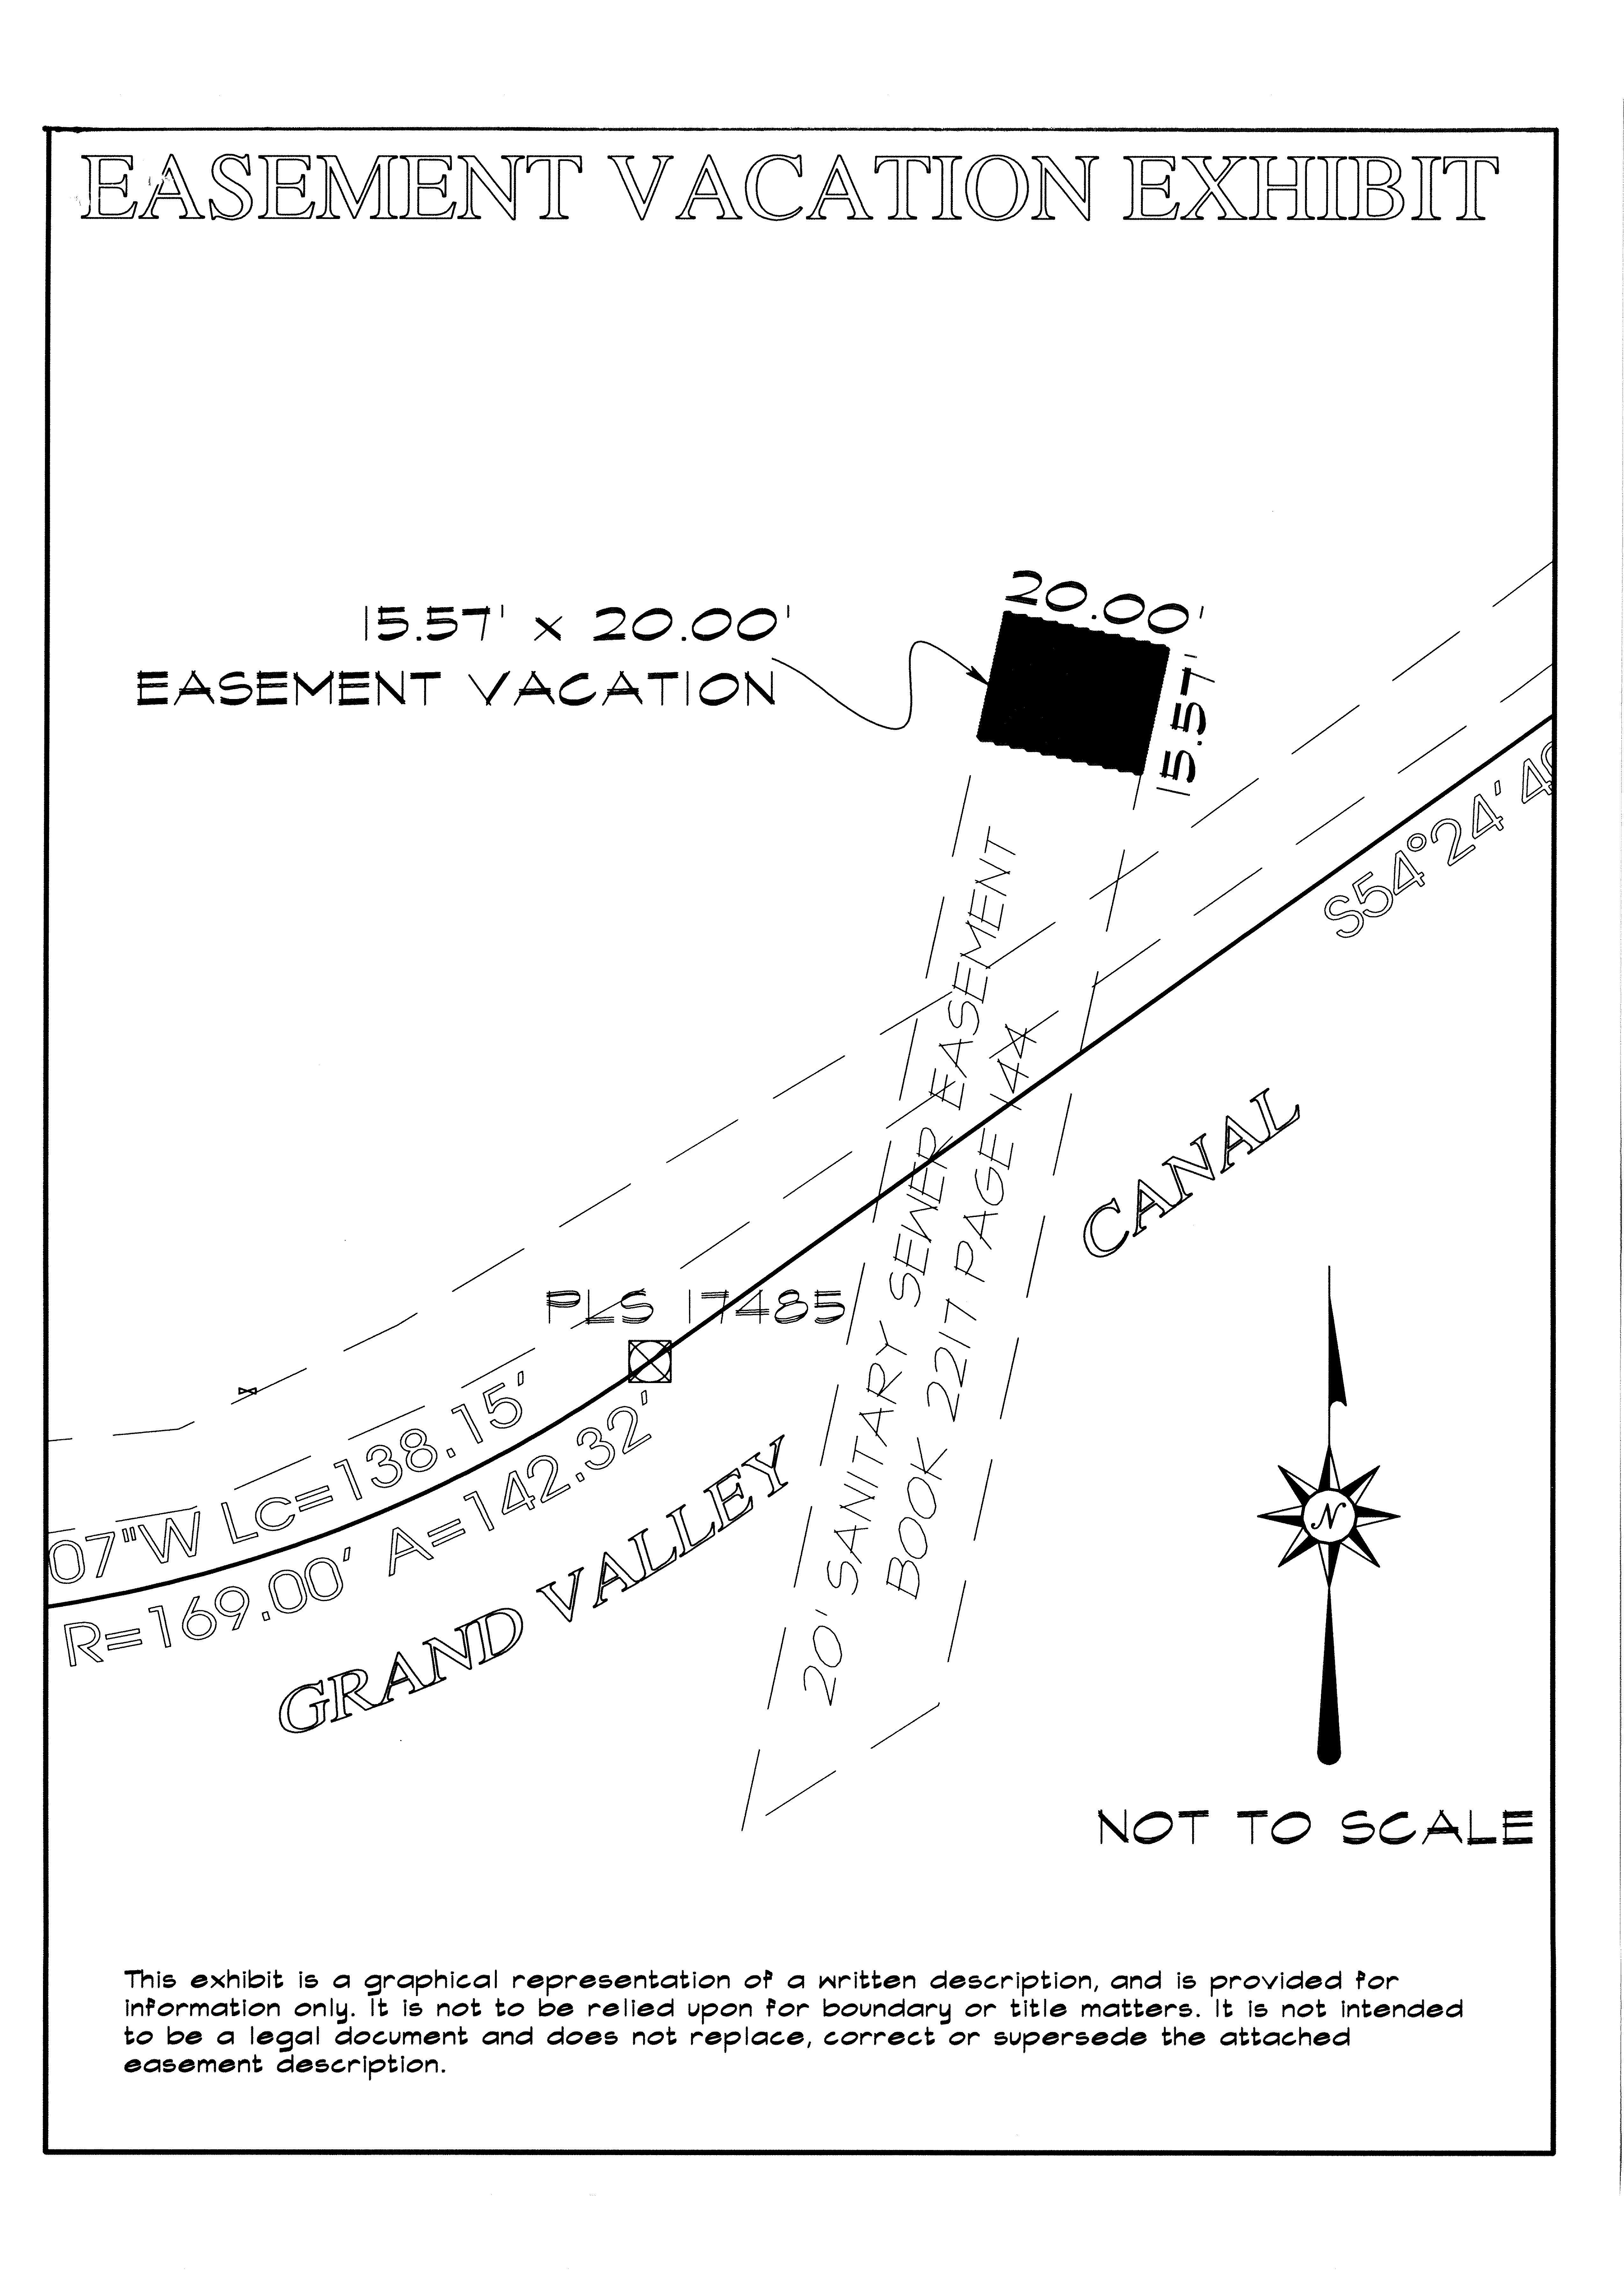 EASEMENT VACATION EXHIBIT
20.00'
15.57' x 20.00'
EASEMENT VACATION
15.57'
S54°24'
20' SANITARY SEWER EASEMENT
BOOK 2217 PAGE 144
CANAL
PLS 17485
07"W Lc=138.15'
R=169.00' A=142.32'
GRAND VALLEY
N
NOT TO SCALE
This exhibit is a graphical representation of a written description, and is provided for
information only. It is not to be relied upon for boundary or title matters. It is not intended
to be a legal document and does not replace, correct or supersede the attached
easement description.